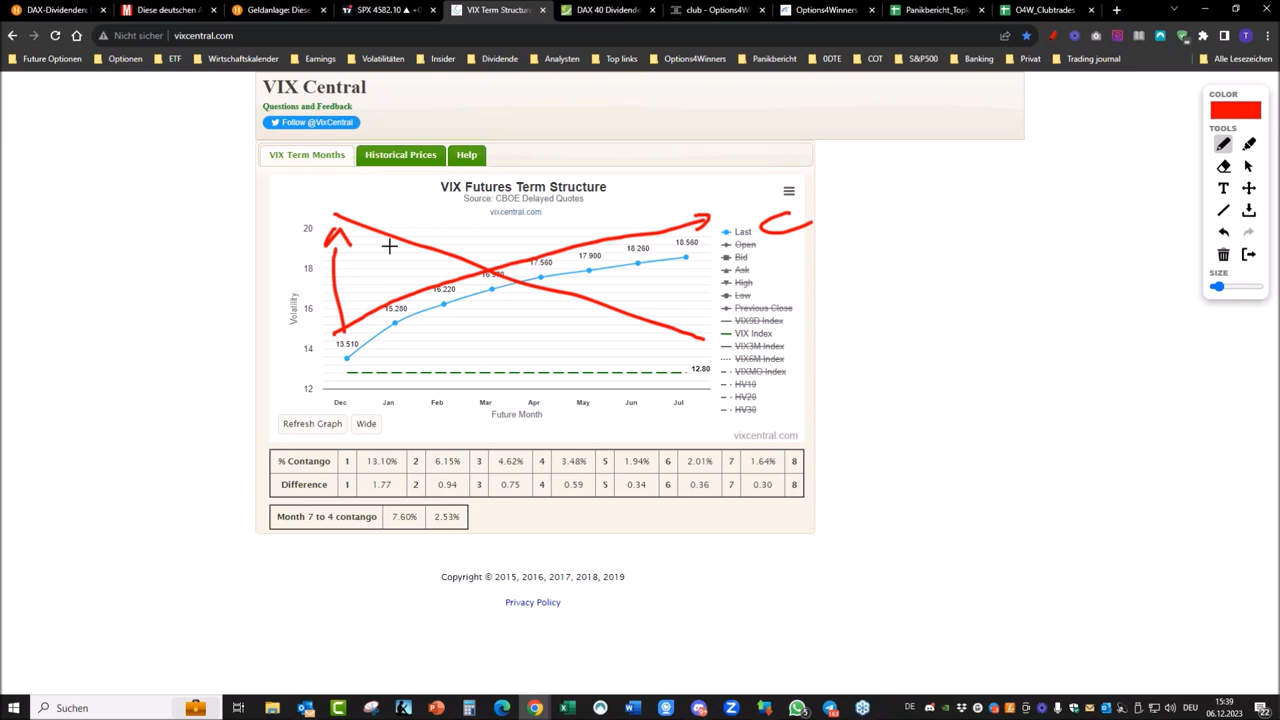 DAX-Dividenden
Diese deutschen A
Geldanlage: Diese
SPX 4582,10 ▲ +0
VIX Term Structur
DAX 40 Dividende
club - Options4W
Options4Winners
Panikbericht_Tople
O4W_Clubtrades
Nicht sicher | vixcentral.com
Future Optionen
Optionen
ETF
Wirtschaftskalender
Earnings
Volatilitäten
Insider
Dividende
Analysten
Top links
Options4Winners
Panikbericht
0DTE
COT
S&P500
Banking
Privat
Trading journal
Alle Lesezeichen
VIX Central
Questions and Feedback
Follow @VixCentral
VIX Term Months
Historical Prices
Help
VIX Futures Term Structure
Source: CBOE Delayed Quotes
vixcentral.com
Volatility
20
18
16
14
12
13.510
15.280
16.220
16.970
17.560
17.900
18.260
18.560
12.80
Dec Jan Feb Mar Apr May Jun Jul
Future Month
Last
Open
Bid
Ask
High
Low
Previous Close
VIX9D Index
VIX Index
VIX3M Index
VIX6M Index
VIXMO Index
HV10
HV20
HV30
Refresh Graph
Wide
vixcentral.com
% Contango 1 13.10% 2 6.15% 3 4.62% 4 3.48% 5 1.94% 6 2.01% 7 1.64% 8
Difference 1 1.77 2 0.94 3 0.75 4 0.59 5 0.34 6 0.36 7 0.30 8
Month 7 to 4 contango 7.60% 2.53%
Copyright © 2015, 2016, 2017, 2018, 2019
Privacy Policy
COLOR
TOOLS
SIZE
Suchen
DE
15:39
06.12.2023
22